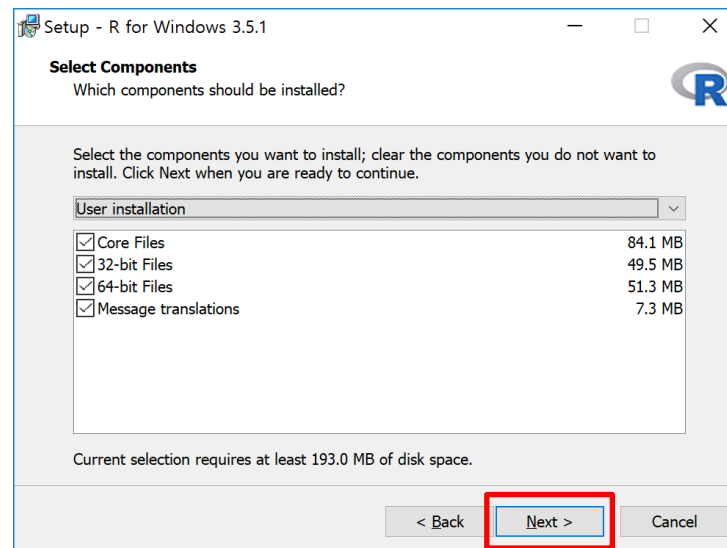 Setup - R for Windows 3.5.1
Select Components
Which components should be installed?
R
Select the components you want to install; clear the components you do not want to
install. Click Next when you are ready to continue.
User installation
Core Files 84.1 MB
32-bit Files 49.5 MB
64-bit Files 51.3 MB
Message translations 7.3 MB
Current selection requires at least 193.0 MB of disk space.
< Back Next > Cancel